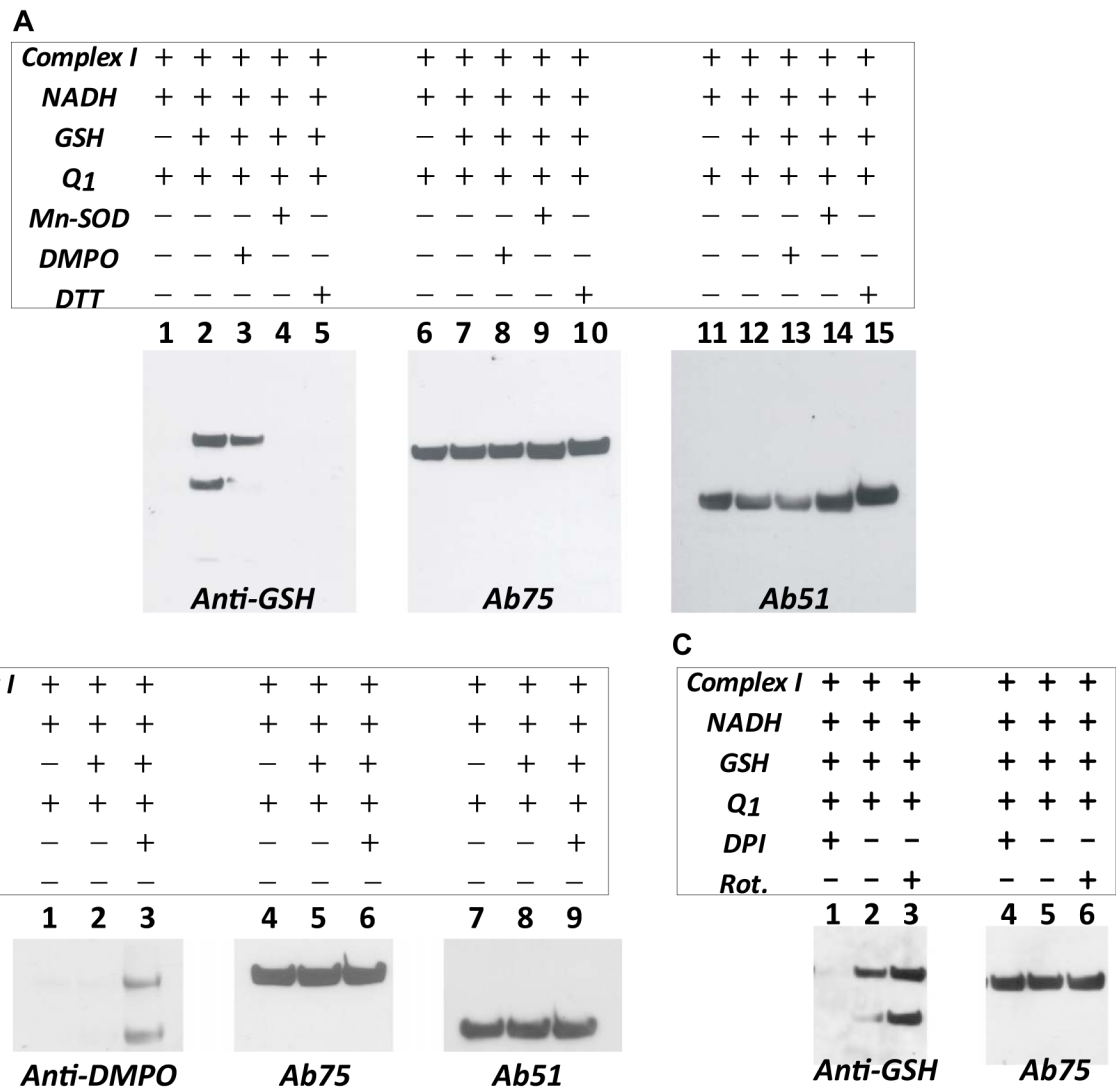 A
Complex I + + + + + + + + + + + + + + +
NADH + + + + + + + + + + + + + + +
GSH − + + + + − + + + + − + + + +
Q1 + + + + + + + + + + + + + + +
Mn-SOD − − − + − − − − + − − − − + −
DMPO − − + − − − − + − − − − + − −
DTT − − − − + − − − − + − − − − +
1 2 3 4 5 6 7 8 9 10 11 12 13 14 15
Anti-GSH Ab75 Ab51
I + + + + + + + + +
+ + + + + + + + +
− + + − + + − + +
+ + + + + + + + +
− − + − − + − − +
− − − − − − − − −
1 2 3 4 5 6 7 8 9
Anti-DMPO Ab75 Ab51
C
Complex I + + + + + +
NADH + + + + + +
GSH + + + + + +
Q1 + + + + + +
DPI + − − + − −
Rot. − − + − − +
1 2 3 4 5 6
Anti-GSH Ab75